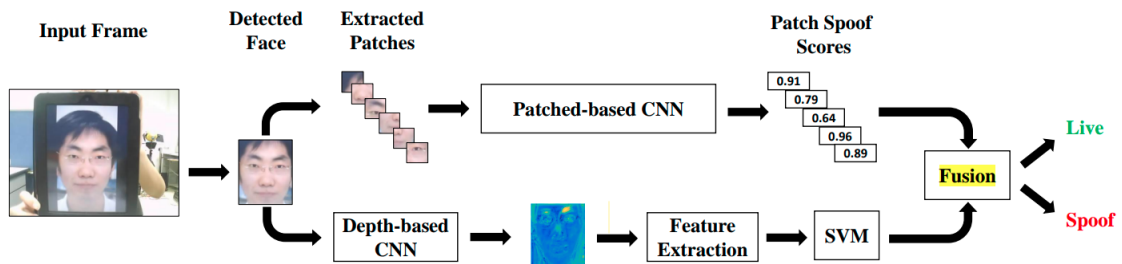 Input Frame
Detected
Face
Extracted
Patches
Patch Spoof
Scores
Patched-based CNN
0.91
0.79
0.64
0.96
0.89
Live
Fusion
Spoof
Depth-based
CNN
Feature
Extraction
SVM